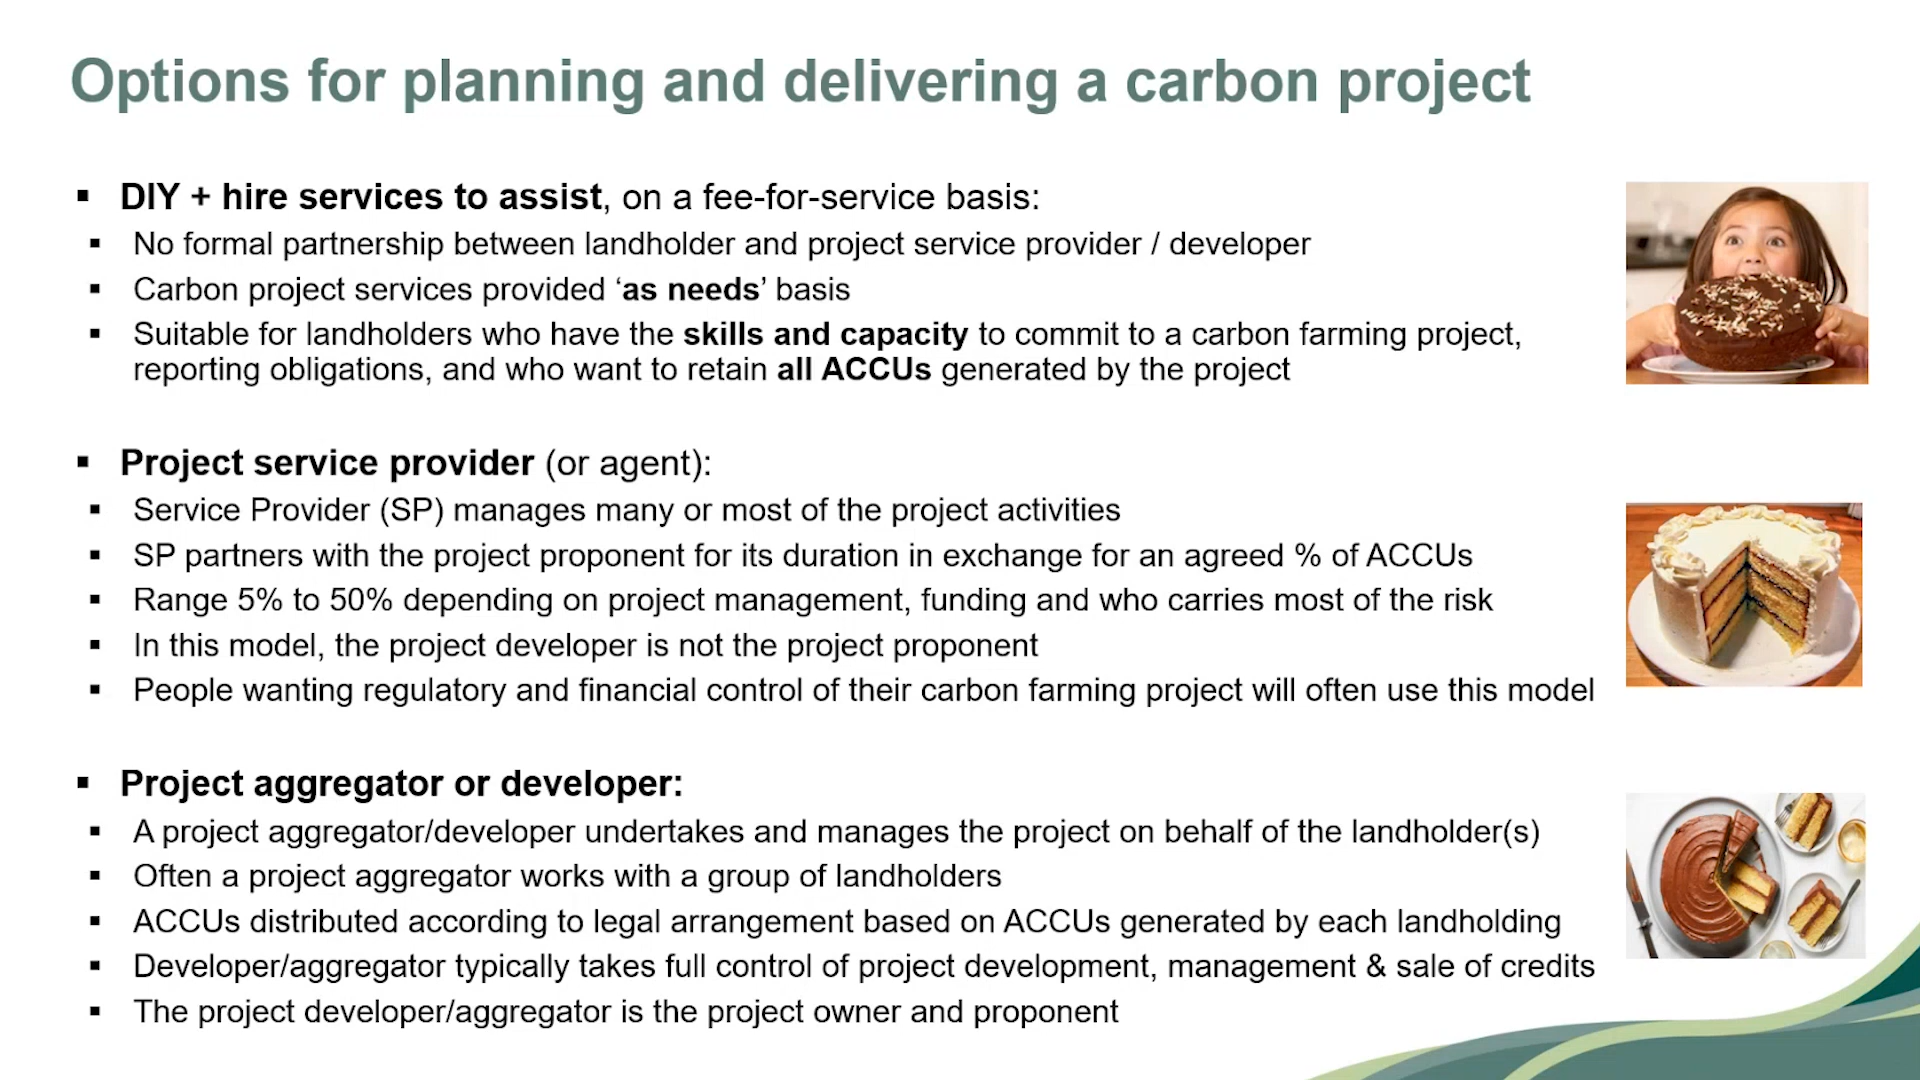 Options for planning and delivering a carbon project
▪ DIY + hire services to assist, on a fee-for-service basis:
▪ No formal partnership between landholder and project service provider / developer
▪ Carbon project services provided ‘as needs’ basis
▪ Suitable for landholders who have the skills and capacity to commit to a carbon farming project,
reporting obligations, and who want to retain all ACCUs generated by the project
▪ Project service provider (or agent):
▪ Service Provider (SP) manages many or most of the project activities
▪ SP partners with the project proponent for its duration in exchange for an agreed % of ACCUs
▪ Range 5% to 50% depending on project management, funding and who carries most of the risk
▪ In this model, the project developer is not the project proponent
▪ People wanting regulatory and financial control of their carbon farming project will often use this model
▪ Project aggregator or developer:
▪ A project aggregator/developer undertakes and manages the project on behalf of the landholder(s)
▪ Often a project aggregator works with a group of landholders
▪ ACCUs distributed according to legal arrangement based on ACCUs generated by each landholding
▪ Developer/aggregator typically takes full control of project development, management & sale of credits
▪ The project developer/aggregator is the project owner and proponent